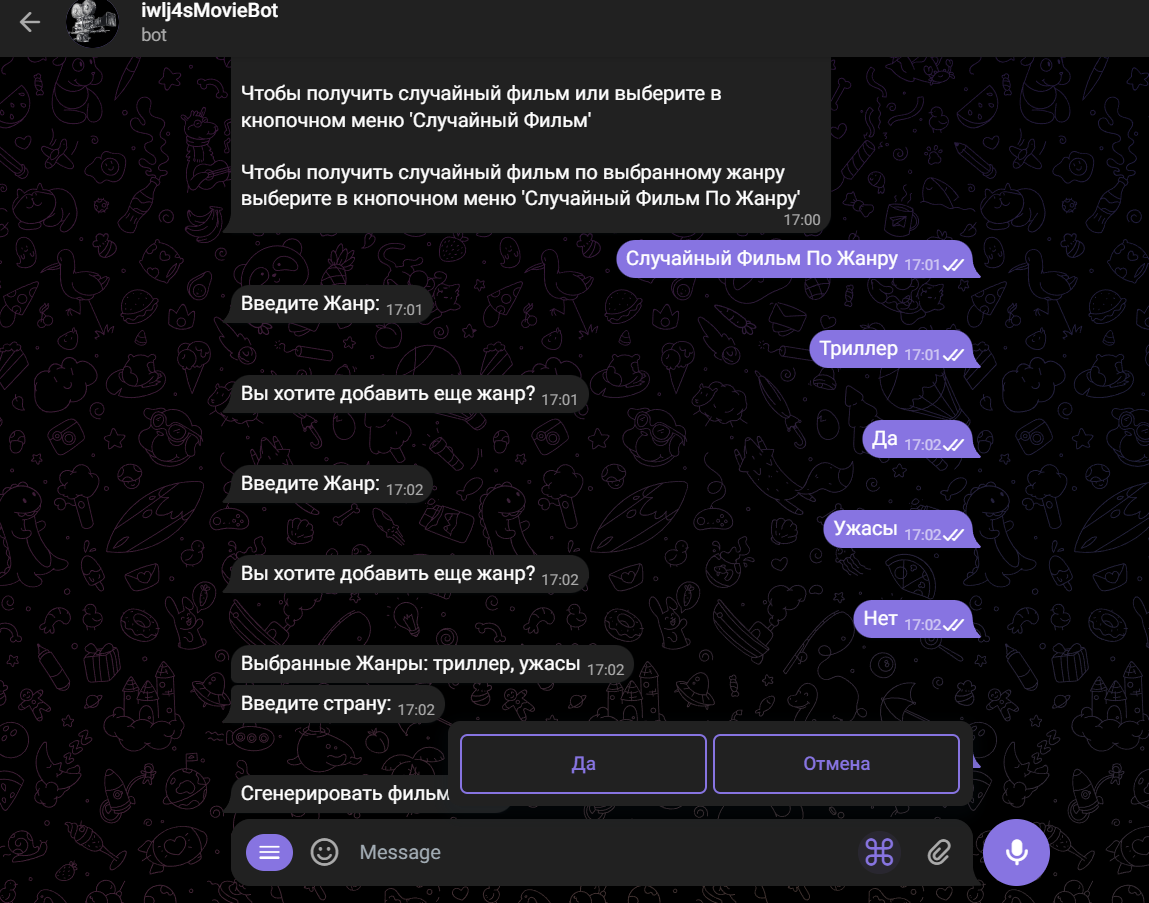 iwlj4sMovieBot
bot
Чтобы получить случайный фильм или выберите в
кнопочном меню 'Случайный Фильм'
Чтобы получить случайный фильм по выбранному жанру
выберите в кнопочном меню 'Случайный Фильм По Жанру'
17:00
Случайный Фильм По Жанру 17:01
Введите Жанр: 17:01
Триллер 17:01
Вы хотите добавить еще жанр? 17:01
Да 17:02
Введите Жанр: 17:02
Ужасы 17:02
Вы хотите добавить еще жанр? 17:02
Нет 17:02
Выбранные Жанры: триллер, ужасы 17:02
Введите страну: 17:02
Да Отмена
Сгенерировать фильм
Message